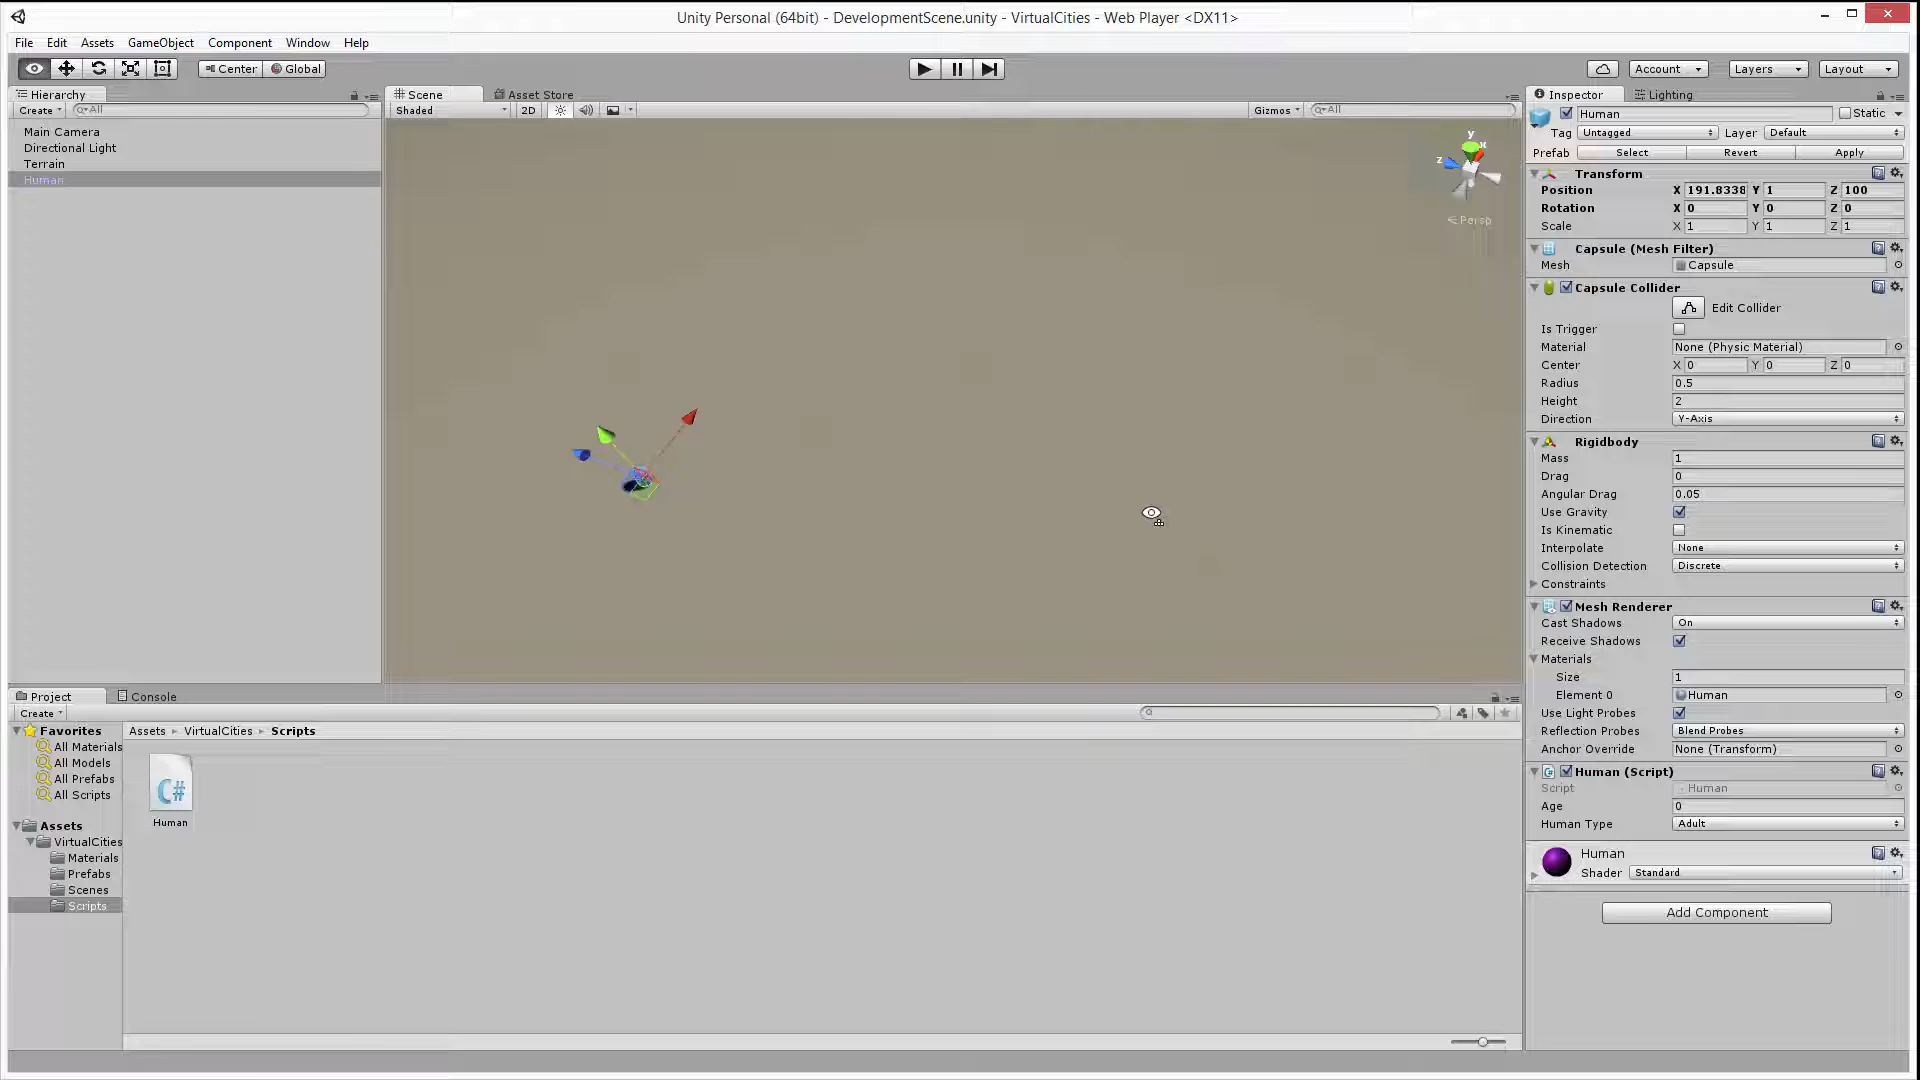 Unity Personal (64bit) - DevelopmentScene.unity - VirtualCities - Web Player <DX11>
File Edit Assets GameObject Component Window Help
Center Global Account Layers Layout
Hierarchy
Create All
Main Camera
Directional Light
Terrain
Human
Scene Asset Store
Shaded 2D Gizmos All
y
x
z
Persp
Inspector Lighting
Human Static
Tag Untagged Layer Default
Prefab Select Revert Apply
Transform
Position X 191.8338 Y 1 Z 100
Rotation X 0 Y 0 Z 0
Scale X 1 Y 1 Z 1
Capsule (Mesh Filter)
Mesh Capsule
Capsule Collider
Edit Collider
Is Trigger
Material None (Physic Material)
Center X 0 Y 0 Z 0
Radius 0.5
Height 2
Direction Y-Axis
Rigidbody
Mass 1
Drag 0
Angular Drag 0.05
Use Gravity
Is Kinematic
Interpolate None
Collision Detection Discrete
Constraints
Mesh Renderer
Cast Shadows On
Receive Shadows
Materials
Size 1
Element 0 Human
Use Light Probes
Reflection Probes Blend Probes
Anchor Override None (Transform)
Human (Script)
Script Human
Age 0
Human Type Adult
Human
Shader Standard
Add Component
Project Console
Create
Favorites
All Materials
All Models
All Prefabs
All Scripts
Assets
VirtualCities
Materials
Prefabs
Scenes
Scripts
Assets VirtualCities Scripts
C#
Human